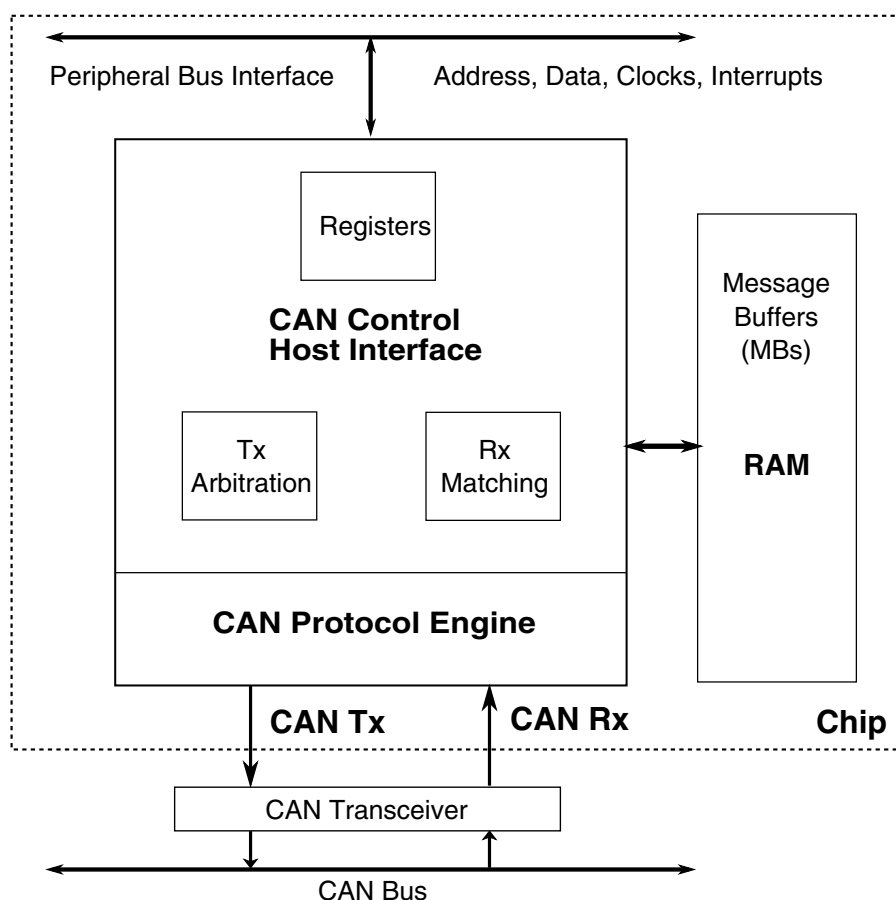 Peripheral Bus Interface
Address, Data, Clocks, Interrupts
Registers
CAN Control
Host Interface
Tx
Arbitration
Rx
Matching
Message
Buffers
(MBs)
RAM
CAN Protocol Engine
CAN Tx
CAN Rx
Chip
CAN Transceiver
CAN Bus